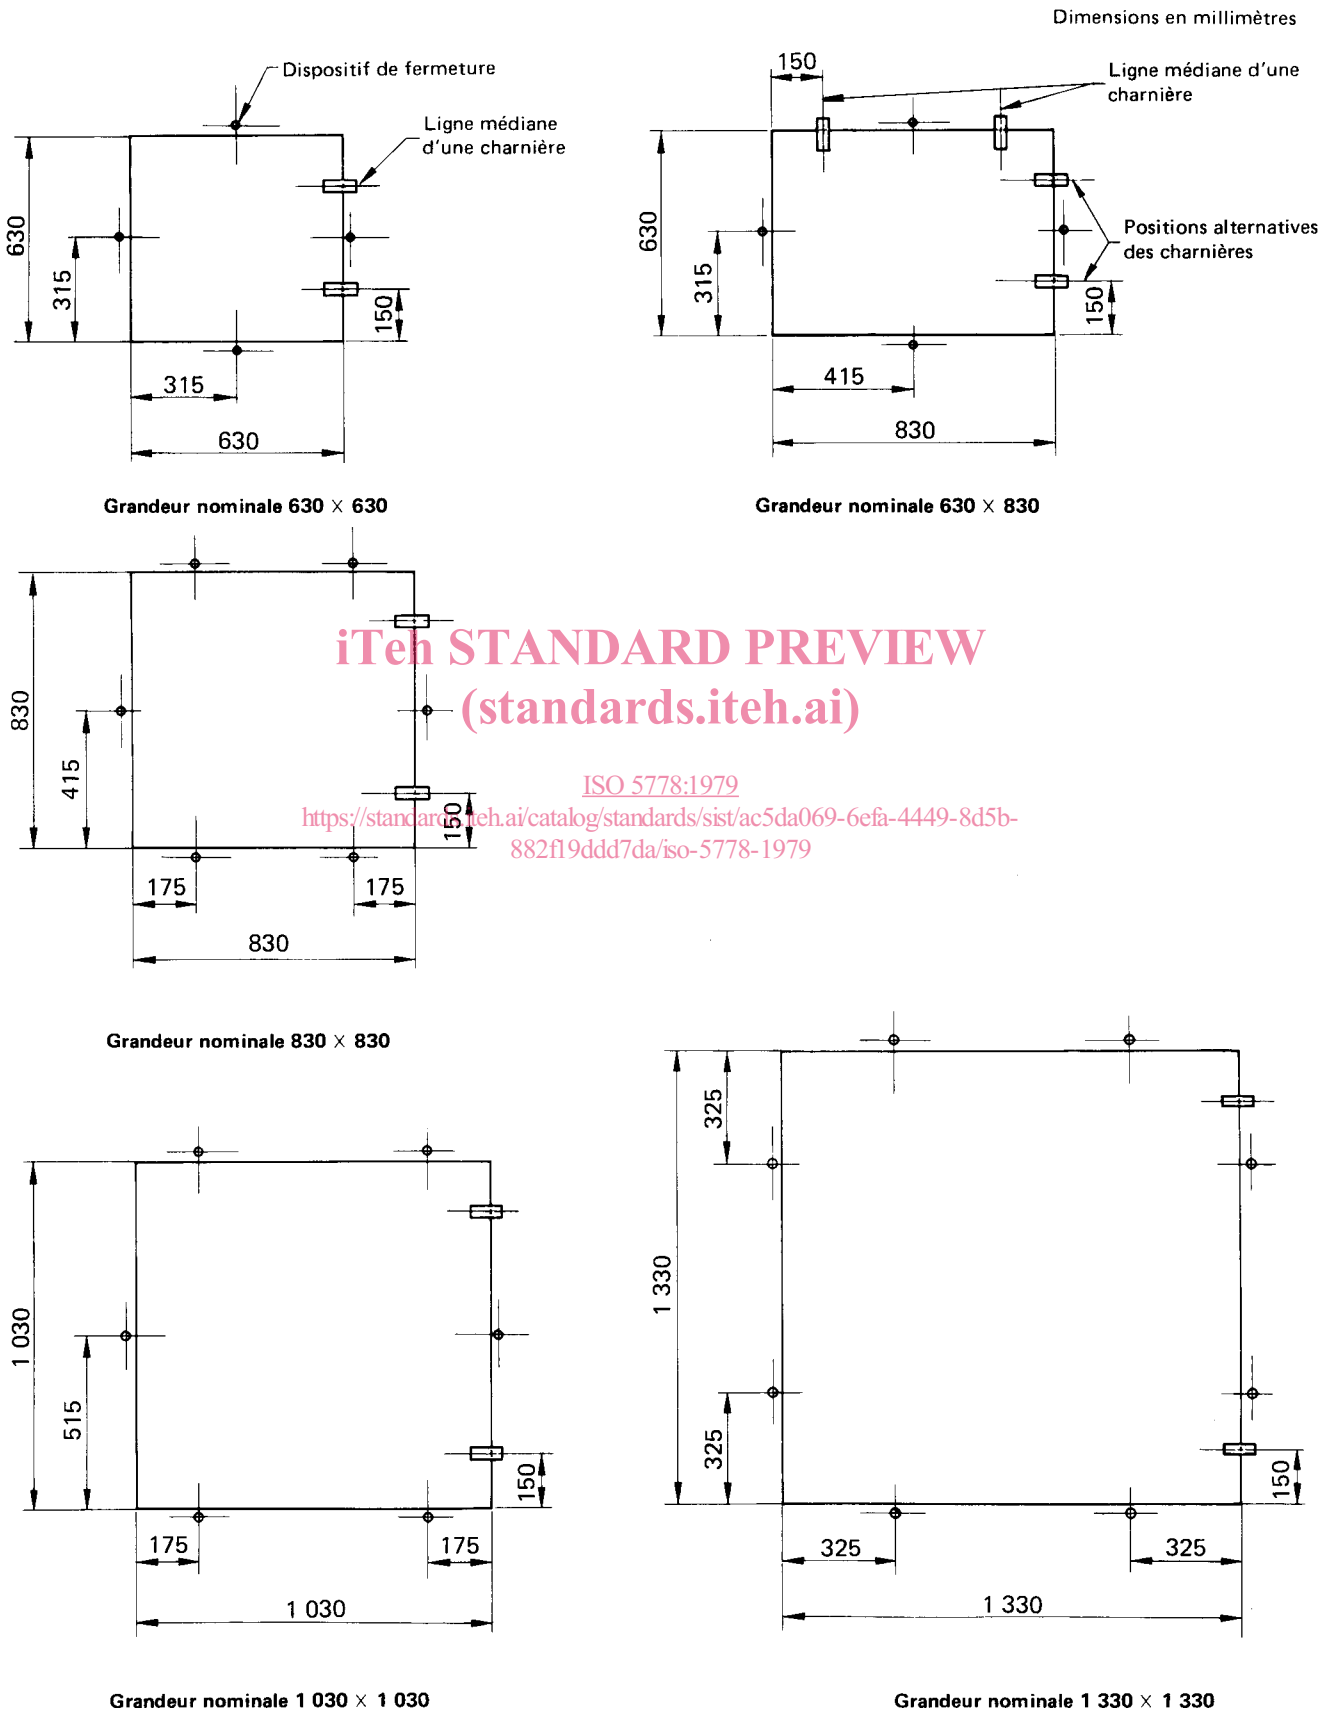 Dimensions en millimètres
Dispositif de fermeture
Ligne médiane
d'une charnière
630
315
150
315
630
Grandeur nominale 630 × 630
150
Ligne médiane d'une
charnière
630
315
Positions alternatives
des charnières
150
415
830
Grandeur nominale 630 × 830
830
415
150
175
175
830
Grandeur nominale 830 × 830
iTeh STANDARD PREVIEW
(standards.iteh.ai)
ISO 5778:1979
https://standards.iteh.ai/catalog/standards/sist/ac5da069-6efa-4449-8d5b-
882f19ddd7da/iso-5778-1979
1 030
515
150
175
175
1 030
Grandeur nominale 1 030 × 1 030
325
1 330
325
150
325
325
1 330
Grandeur nominale 1 330 × 1 330